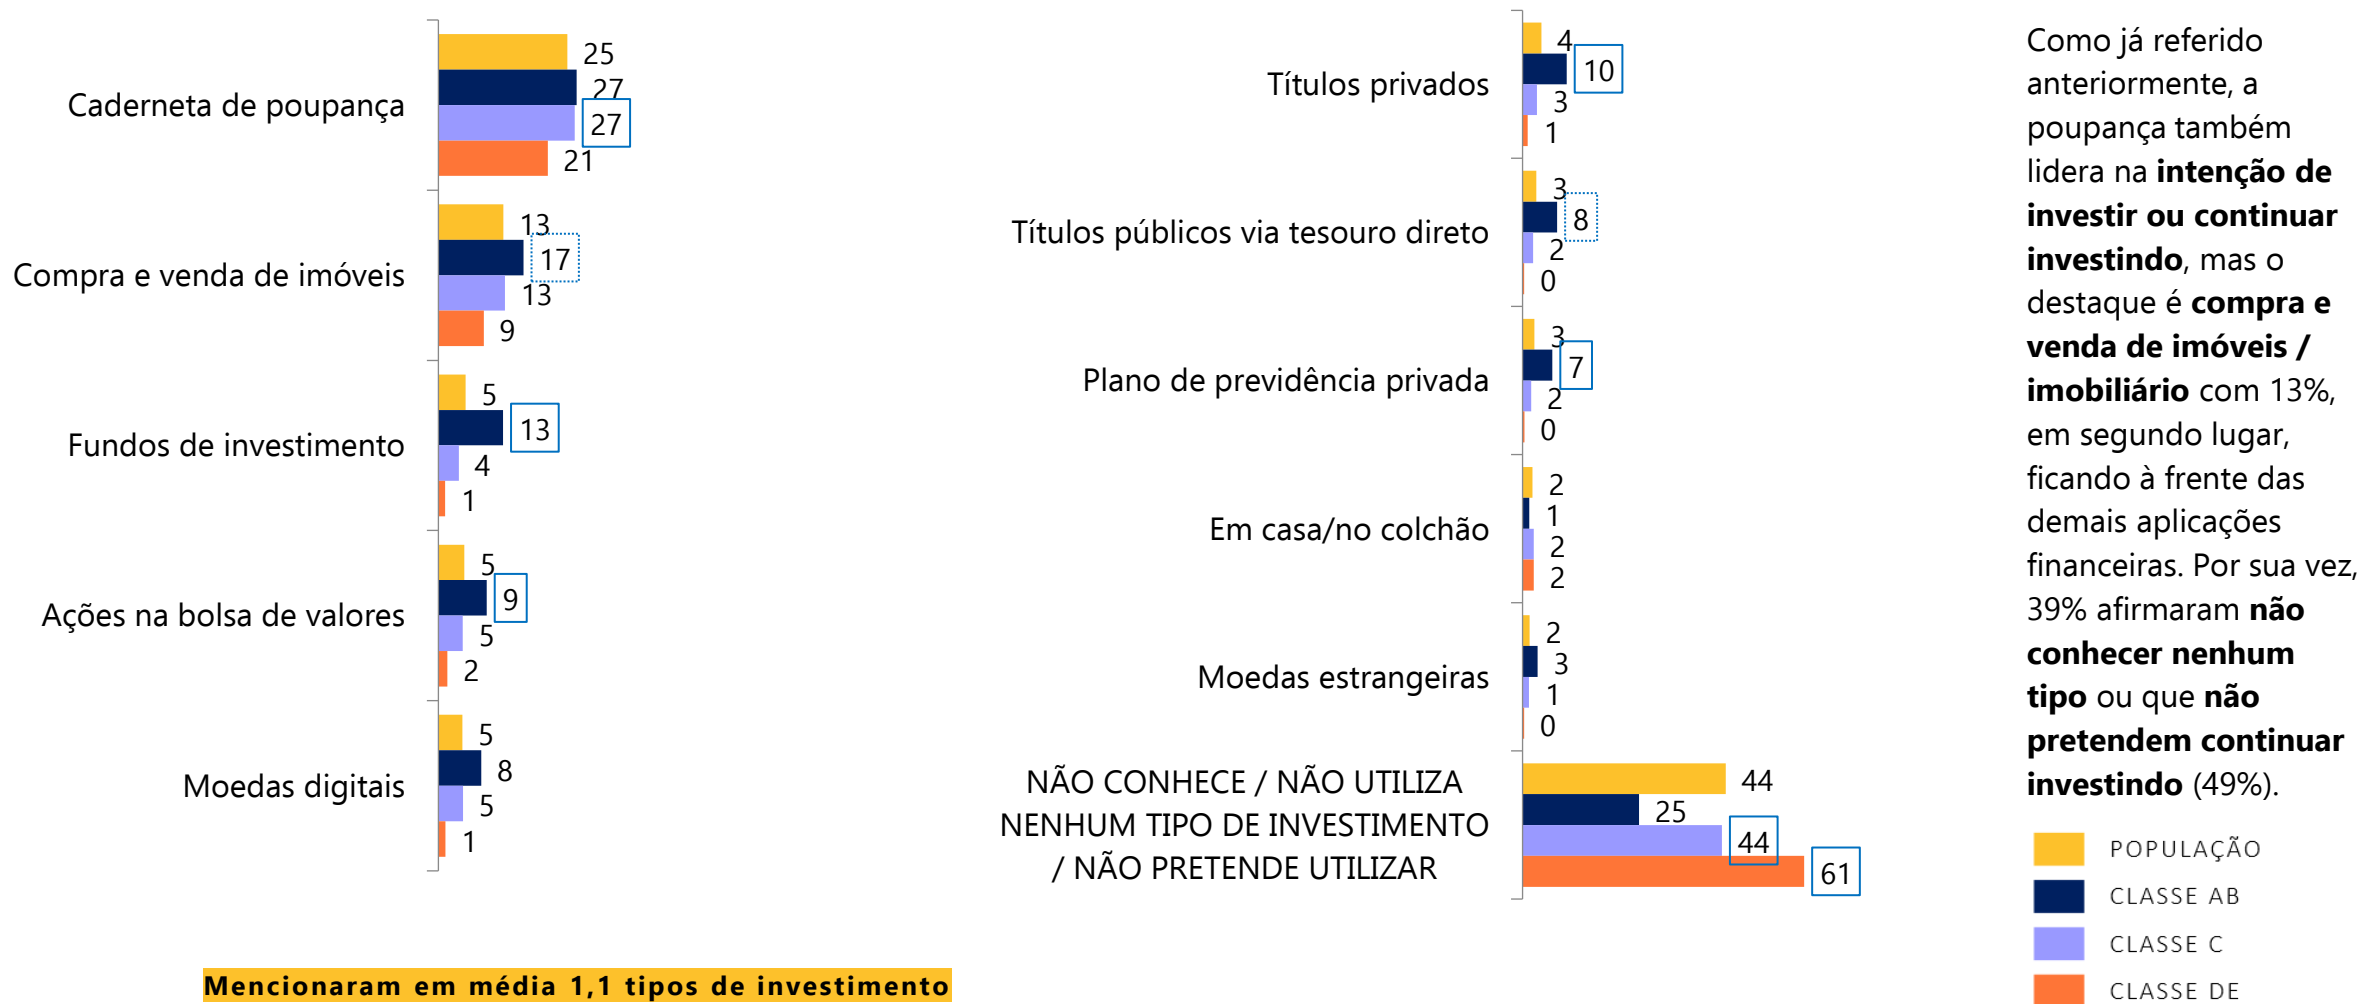 Caderneta de poupança
25
27
27
21
Compra e venda de imóveis
13
17
13
9
Fundos de investimento
5
13
4
1
Ações na bolsa de valores
5
9
5
2
Moedas digitais
5
8
5
1
Mencionaram em média 1,1 tipos de investimento
Títulos privados
4
10
3
1
Títulos públicos via tesouro direto
3
8
2
0
Plano de previdência privada
3
7
2
0
Em casa/no colchão
2
1
2
2
Moedas estrangeiras
2
3
1
0
NÃO CONHECE / NÃO UTILIZA
NENHUM TIPO DE INVESTIMENTO
/ NÃO PRETENDE UTILIZAR
44
25
44
61
Como já referido
anteriormente, a
poupança também
lidera na intenção de
investir ou continuar
investindo, mas o
destaque é compra e
venda de imóveis /
imobiliário com 13%,
em segundo lugar,
ficando à frente das
demais aplicações
financeiras. Por sua vez,
39% afirmaram não
conhecer nenhum
tipo ou que não
pretendem continuar
investindo (49%).
POPULAÇÃO
CLASSE AB
CLASSE C
CLASSE DE